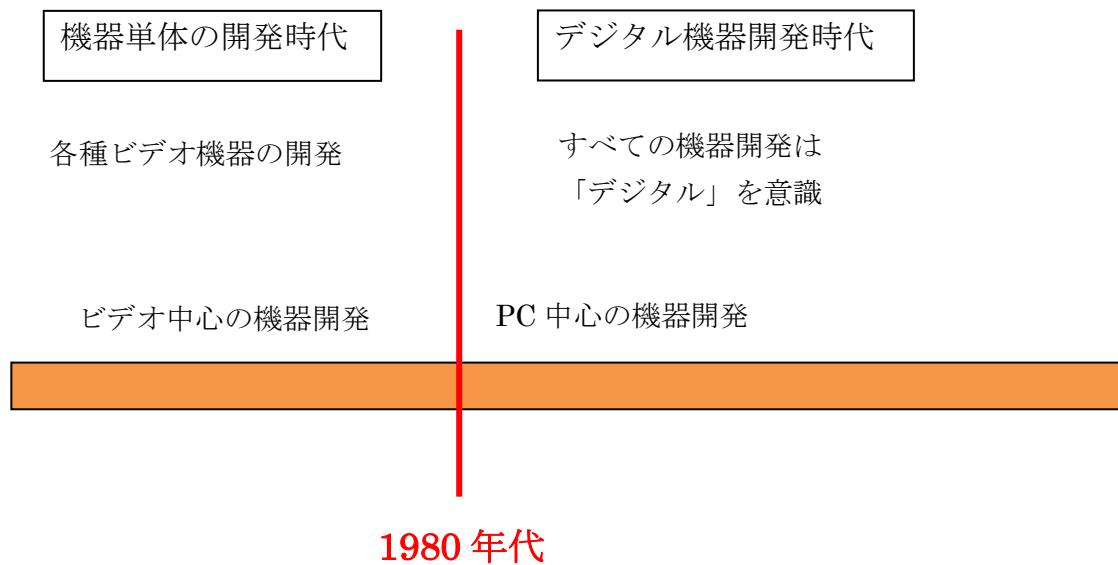 機器単体の開発時代
デジタル機器開発時代
各種ビデオ機器の開発
すべての機器開発は
「デジタル」を意識
ビデオ中心の機器開発
PC 中心の機器開発
1980 年代